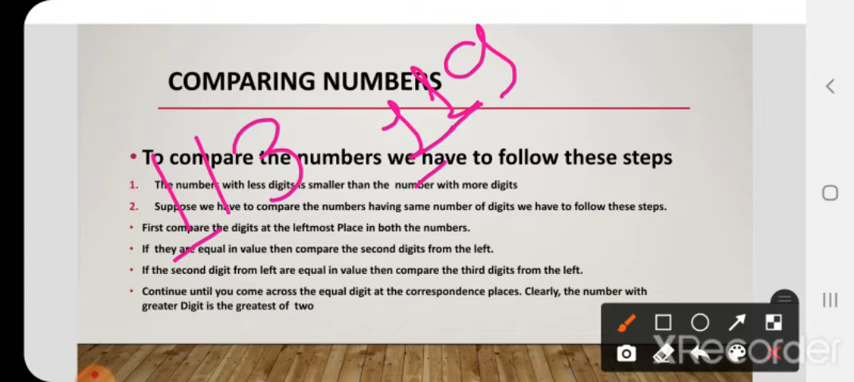 COMPARING NUMBERS
113 119
• To compare the numbers we have to follow these steps
1. The numbers with less digits is smaller than the number with more digits
2. Suppose we have to compare the numbers having same number of digits we have to follow these steps.
• First compare the digits at the leftmost Place in both the numbers.
• If they are equal in value then compare the second digits from the left.
• If the second digit from left are equal in value then compare the third digits from the left.
• Continue until you come across the equal digit at the correspondence places. Clearly, the number with
greater Digit is the greatest of two
XRecorder